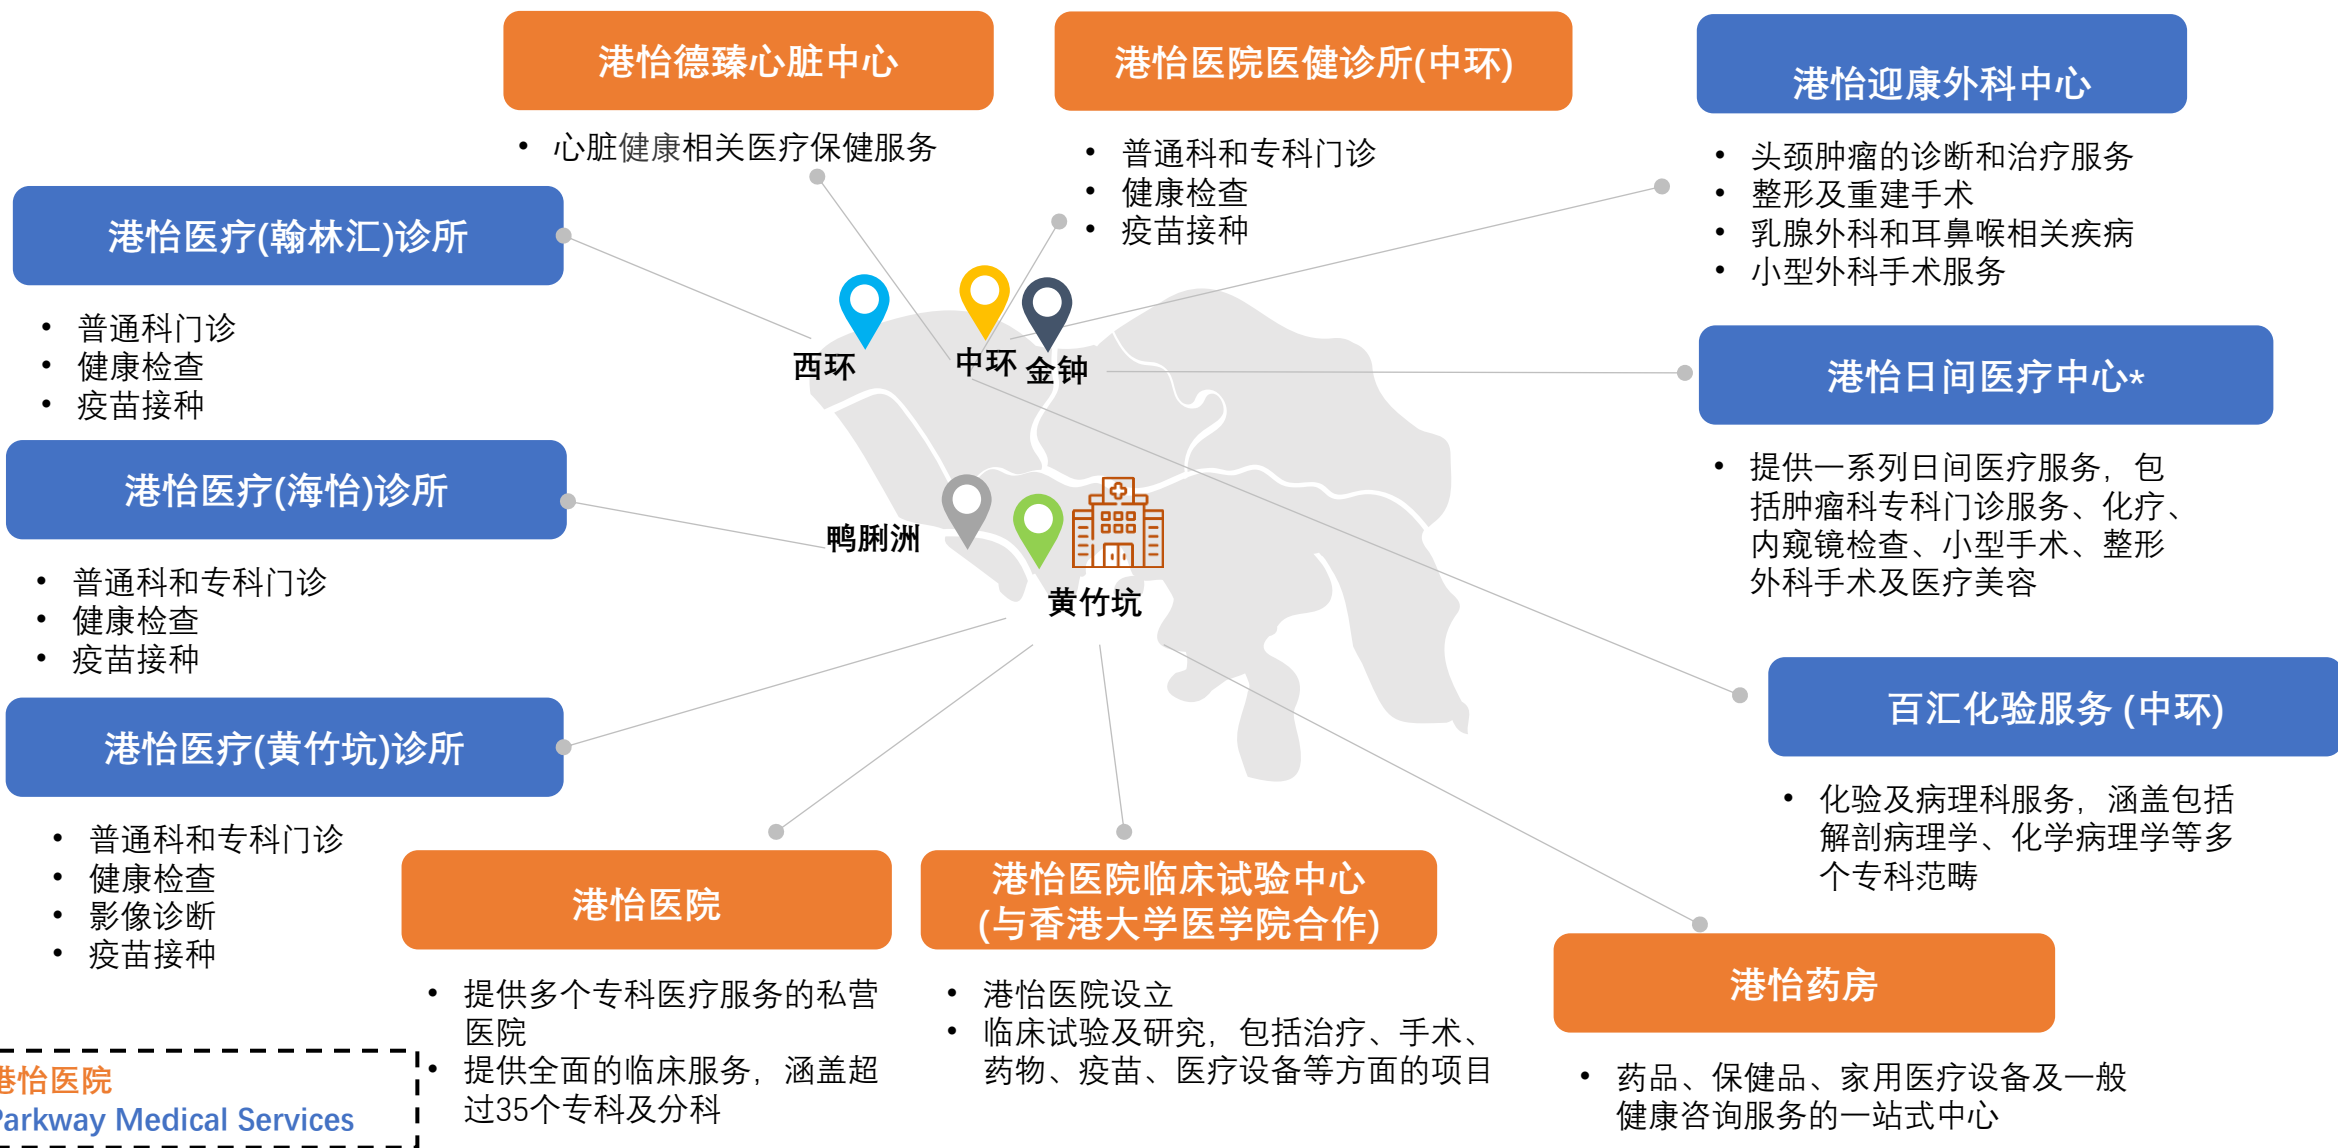 港怡德臻心脏中心
• 心脏健康相关医疗保健服务
港怡医院医健诊所(中环)
• 普通科和专科门诊
• 健康检查
• 疫苗接种
港怡迎康外科中心
• 头颈肿瘤的诊断和治疗服务
• 整形及重建手术
• 乳腺外科和耳鼻喉相关疾病
• 小型外科手术服务
港怡医疗(翰林汇)诊所
• 普通科门诊
• 健康检查
• 疫苗接种
西环
中环
金钟
港怡日间医疗中心*
• 提供一系列日间医疗服务，包
括肿瘤科专科门诊服务、化疗、
内窥镜检查、小型手术、整形
外科手术及医疗美容
港怡医疗(海怡)诊所
• 普通科和专科门诊
• 健康检查
• 疫苗接种
鸭脷洲
黄竹坑
港怡医疗(黄竹坑)诊所
• 普通科和专科门诊
• 健康检查
• 影像诊断
• 疫苗接种
百汇化验服务 (中环)
• 化验及病理科服务，涵盖包括
解剖病理学、化学病理学等多
个专科范畴
港怡医院
• 提供多个专科医疗服务的私营
医院
• 提供全面的临床服务，涵盖超
过35个专科及分科
港怡医院临床试验中心
(与香港大学医学院合作)
• 港怡医院设立
• 临床试验及研究，包括治疗、手术、
药物、疫苗、医疗设备等方面的项目
港怡药房
• 药品、保健品、家用医疗设备及一般
健康咨询服务的一站式中心
港怡医院
Parkway Medical Services